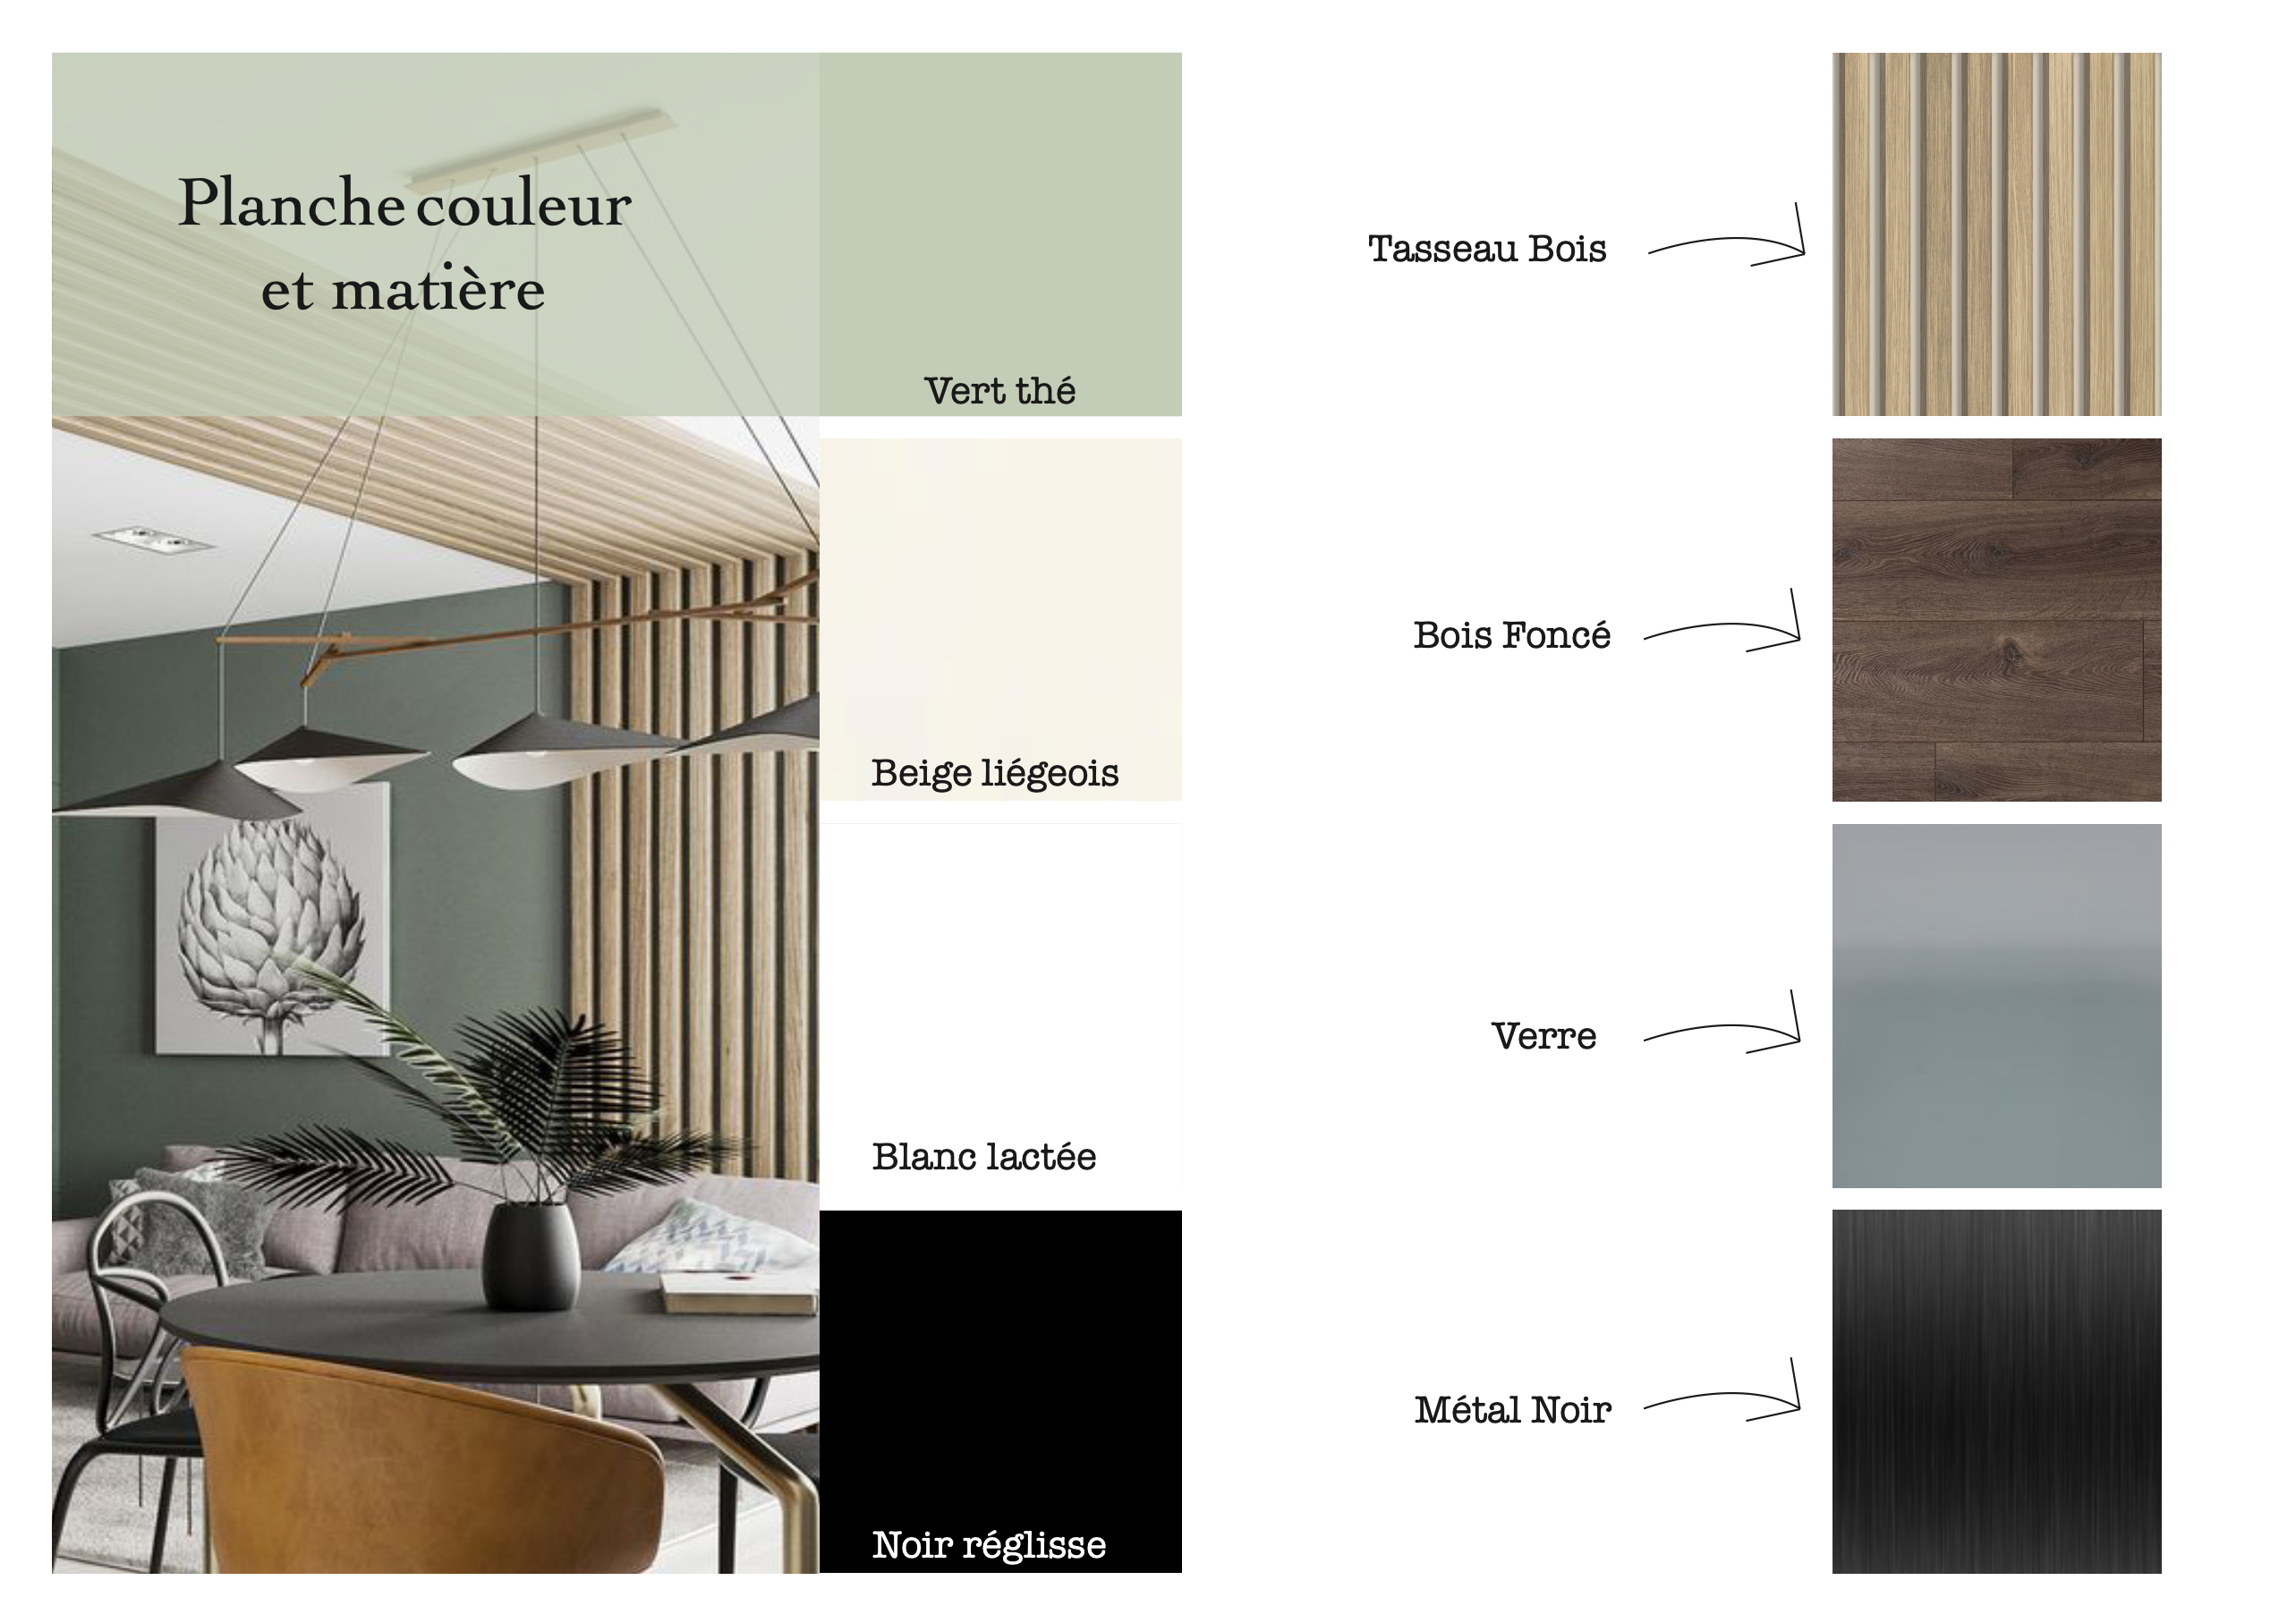 Planche couleur
et matière
Vert thé
Beige liégeois
Blanc lactée
Noir réglisse
Tasseau Bois
Bois Foncé
Verre
Métal Noir